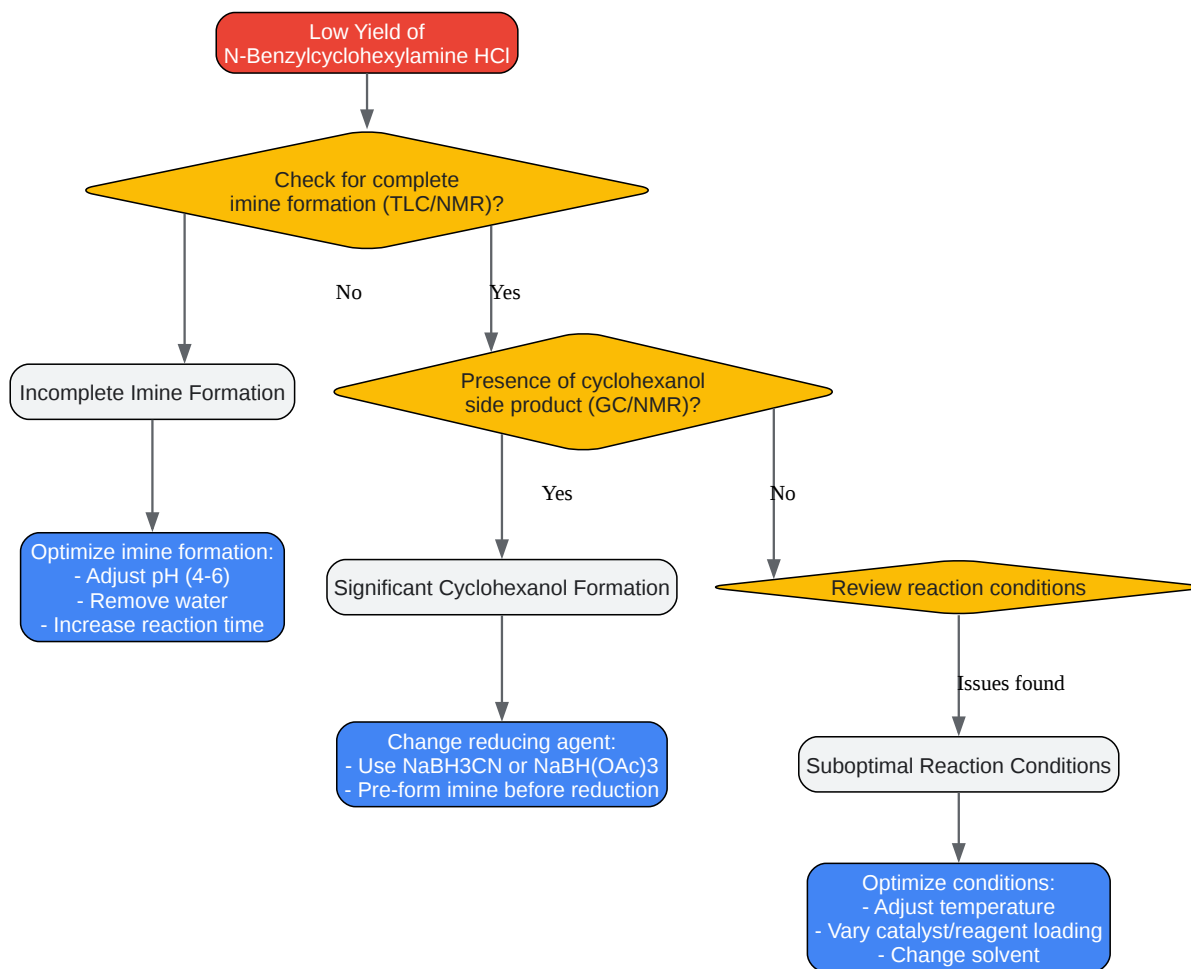 Low Yield of
N-Benzylcyclohexylamine HCl
Check for complete
imine formation (TLC/NMR)?
No
Yes
Incomplete Imine Formation
Presence of cyclohexanol
side product (GC/NMR)?
Yes
No
Optimize imine formation:
- Adjust pH (4-6)
- Remove water
- Increase reaction time
Significant Cyclohexanol Formation
Review reaction conditions
Issues found
Change reducing agent:
- Use NaBH3CN or NaBH(OAc)3
- Pre-form imine before reduction
Suboptimal Reaction Conditions
Optimize conditions:
- Adjust temperature
- Vary catalyst/reagent loading
- Change solvent